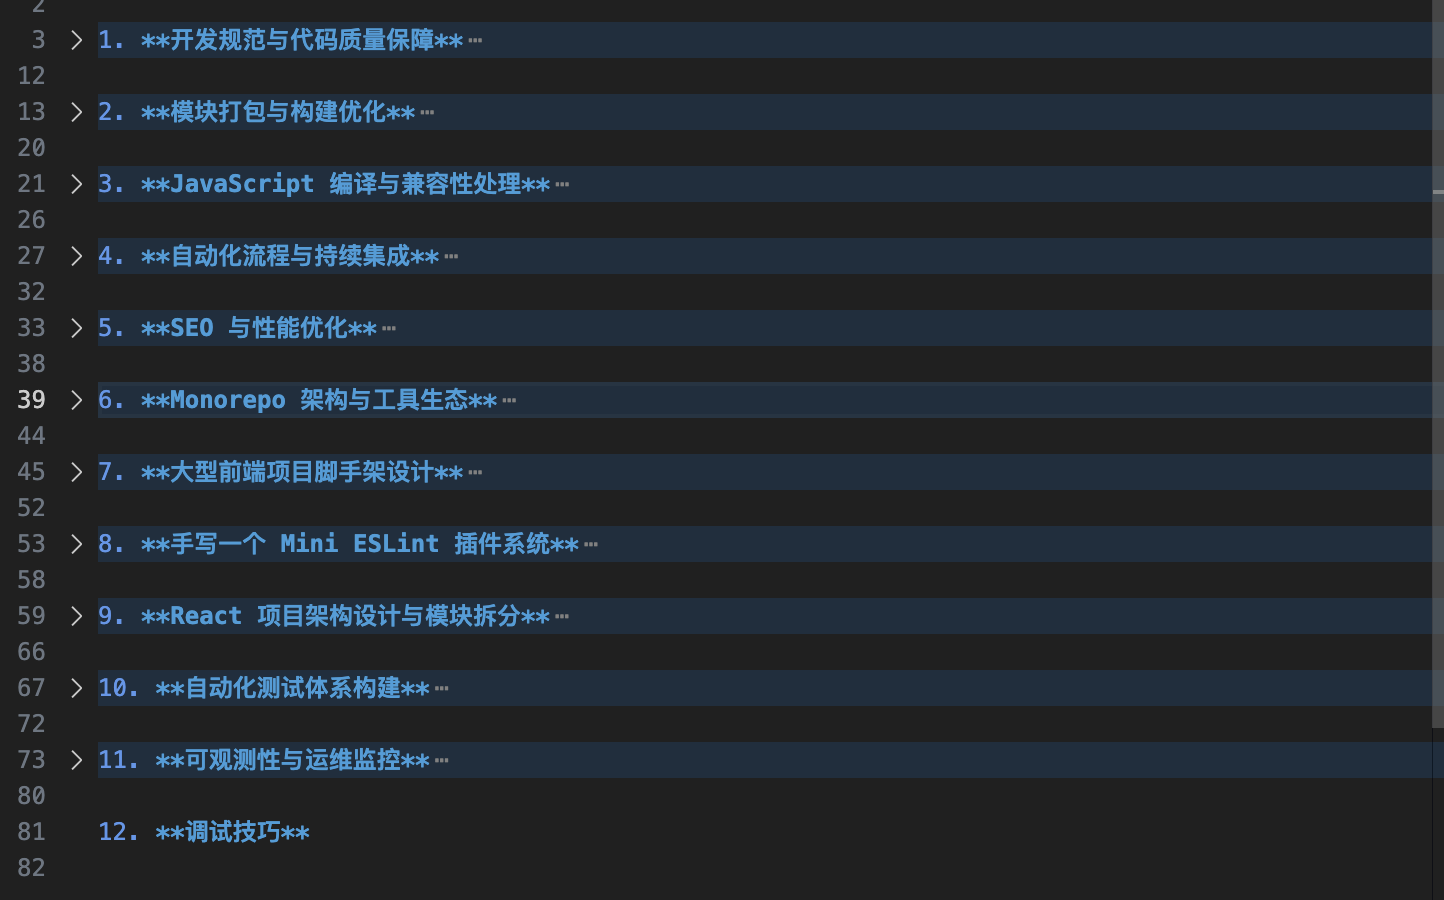 2
3 1. **开发规范与代码质量保障**…
12
13 2. **模块打包与构建优化**…
20
21 3. **JavaScript 编译与兼容性处理**…
26
27 4. **自动化流程与持续集成**…
32
33 5. **SEO 与性能优化**…
38
39 6. **Monorepo 架构与工具生态**…
44
45 7. **大型前端项目脚手架设计**…
52
53 8. **手写一个 Mini ESLint 插件系统**…
58
59 9. **React 项目架构设计与模块拆分**…
66
67 10. **自动化测试体系构建**…
72
73 11. **可观测性与运维监控**…
80
81 12. **调试技巧**
82